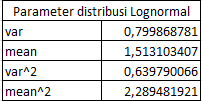 Parameter distribusi Lognormal
var 0,799868781
mean 1,513103407
var^2 0,639790066
mean^2 2,289481921